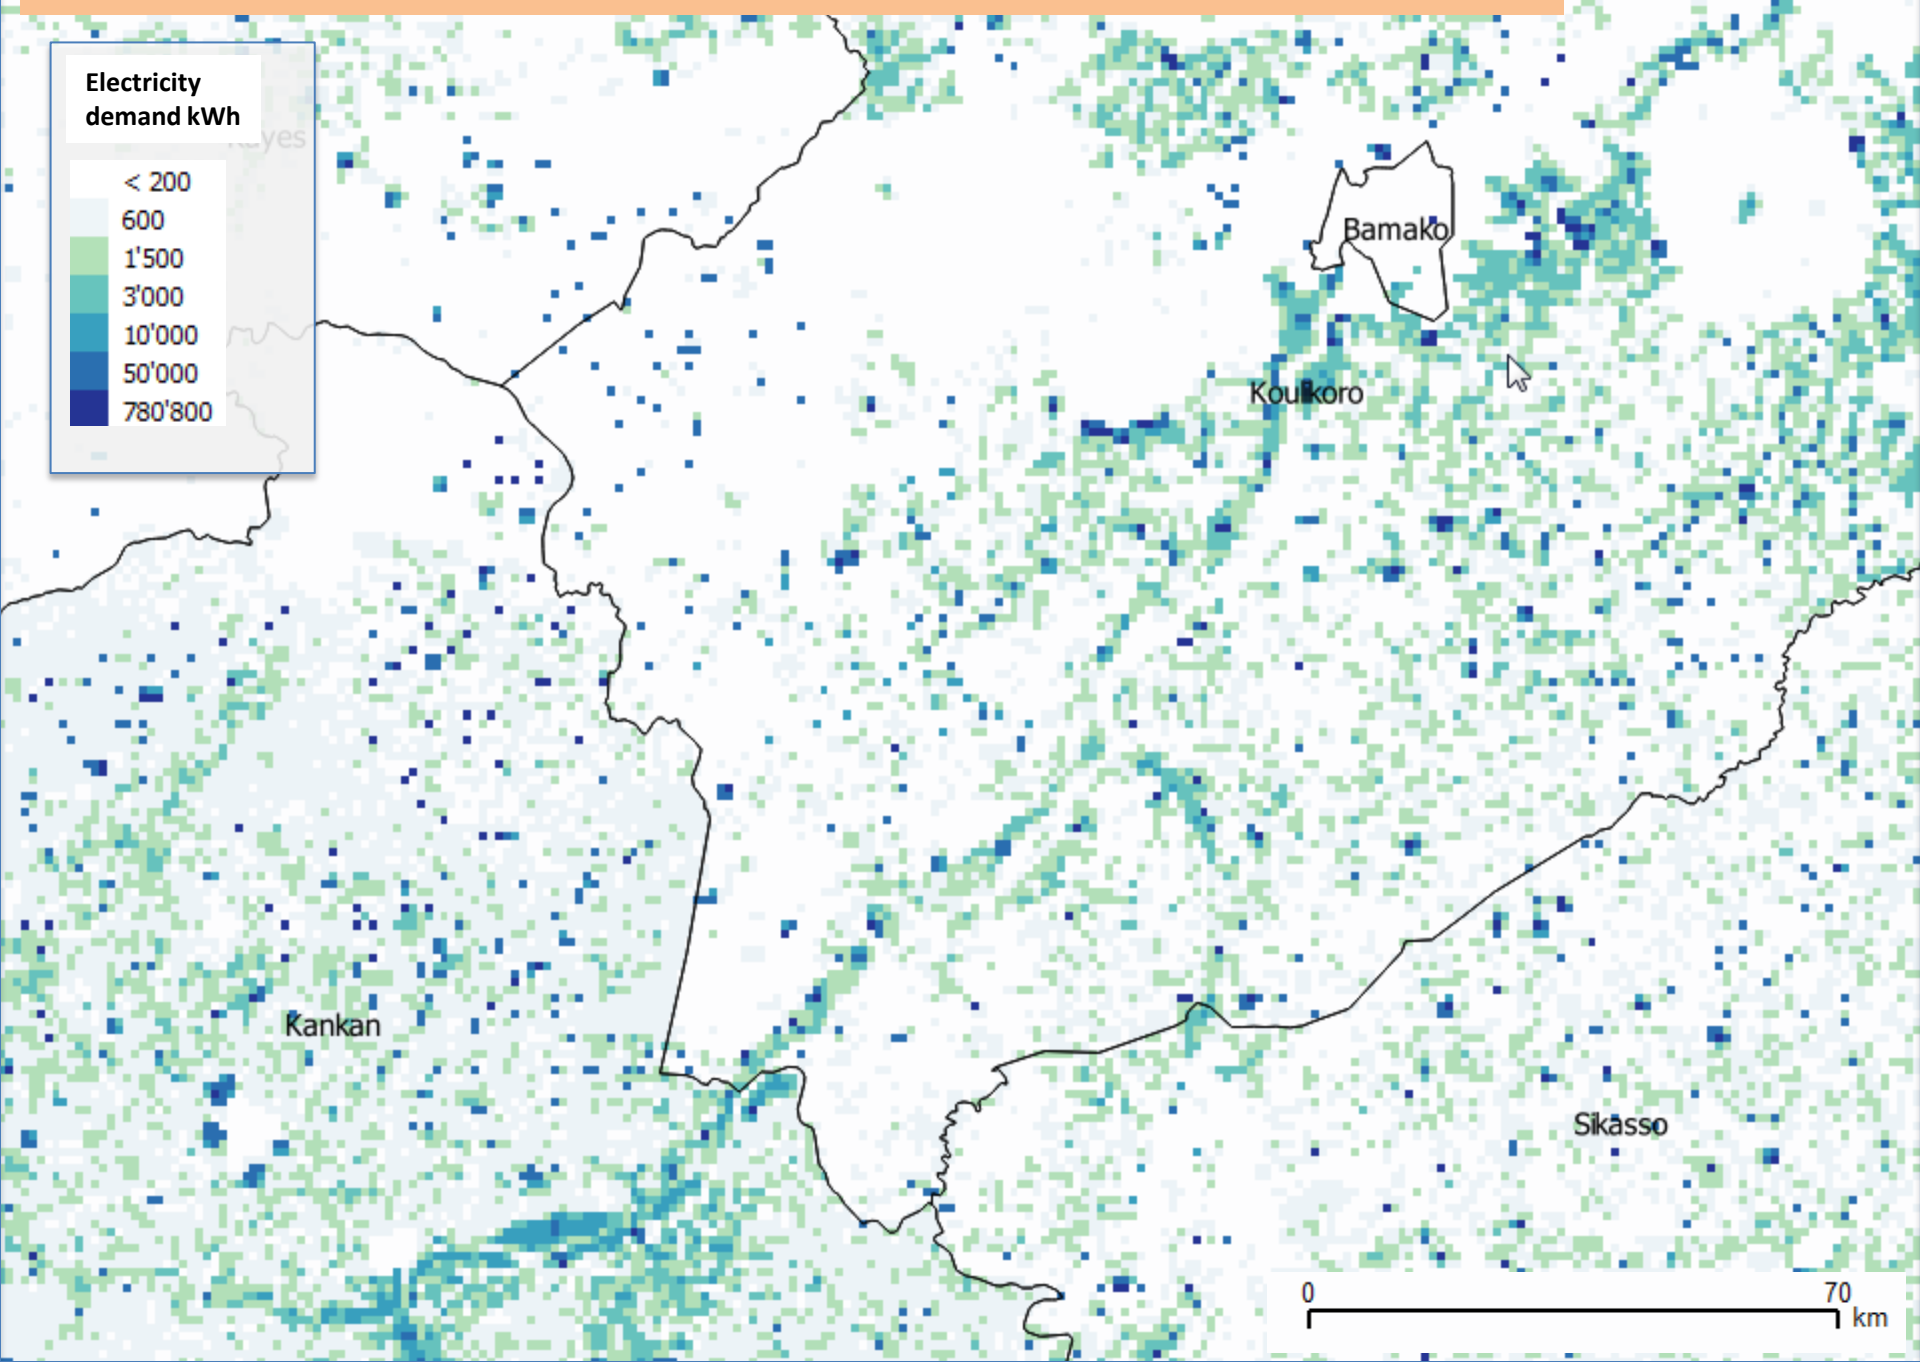 Electricity
demand kWh
Kayes
< 200
600
1'500
3'000
10'000
50'000
780'800
Bamako
Koulikoro
Kankan
Sikasso
0 70
km